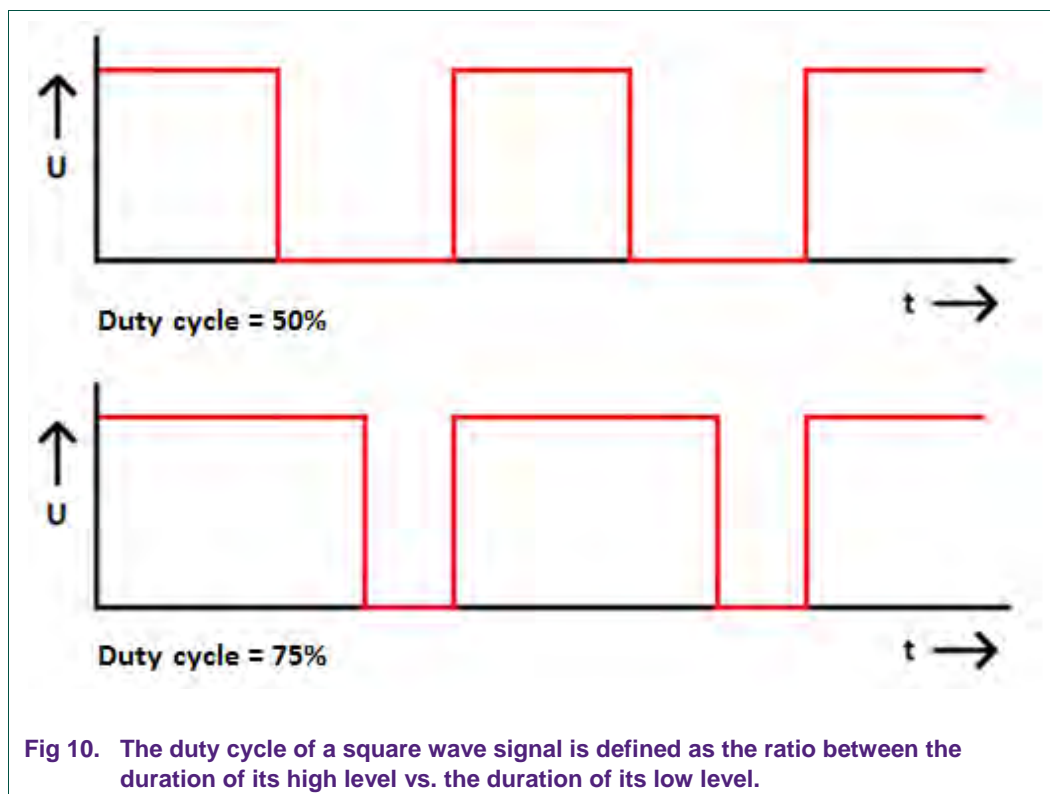 U
t
Duty cycle = 50%
U
t
Duty cycle = 75%
Fig 10. The duty cycle of a square wave signal is defined as the ratio between the
duration of its high level vs. the duration of its low level.